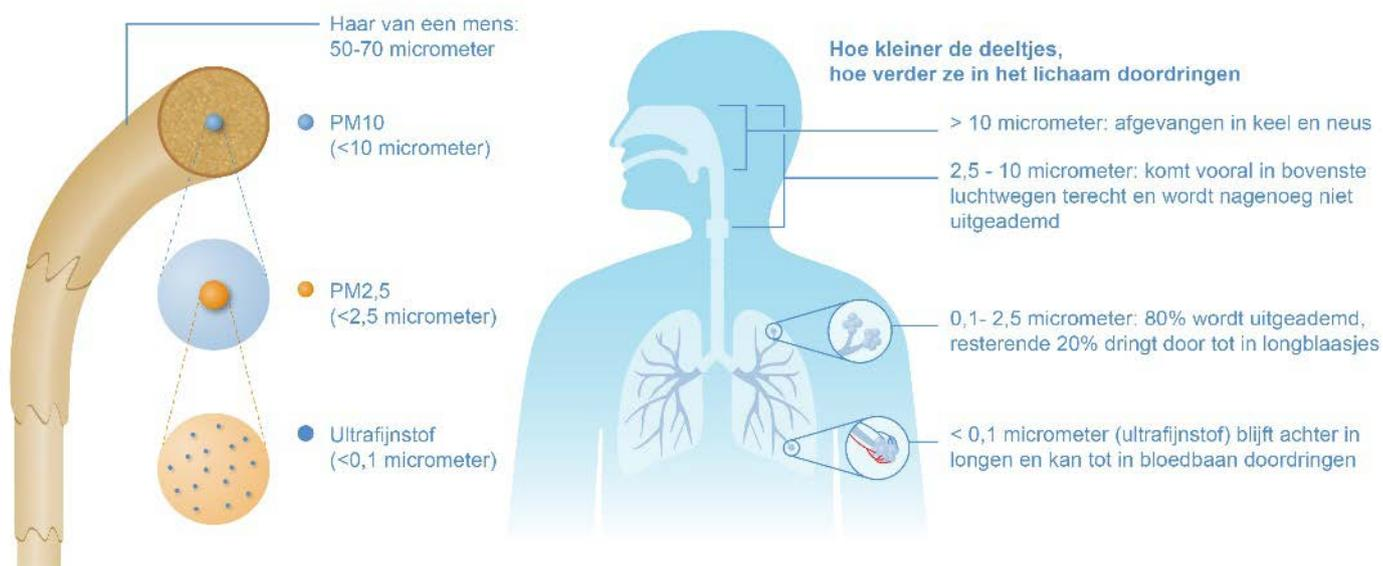 Haar van een mens:
50-70 micrometer
PM10
(<10 micrometer)
PM2,5
(<2,5 micrometer)
Ultrafijnstof
(<0,1 micrometer)
Hoe kleiner de deeltjes,
hoe verder ze in het lichaam doordringen
> 10 micrometer: afgevangen in keel en neus
2,5 - 10 micrometer: komt vooral in bovenste
luchtwegen terecht en wordt nagenoeg niet
uitgeademd
0,1- 2,5 micrometer: 80% wordt uitgeademd,
resterende 20% dringt door tot in longblaasjes
< 0,1 micrometer (ultrafijnstof) blijft achter in
longen en kan tot in bloedbaan doordringen